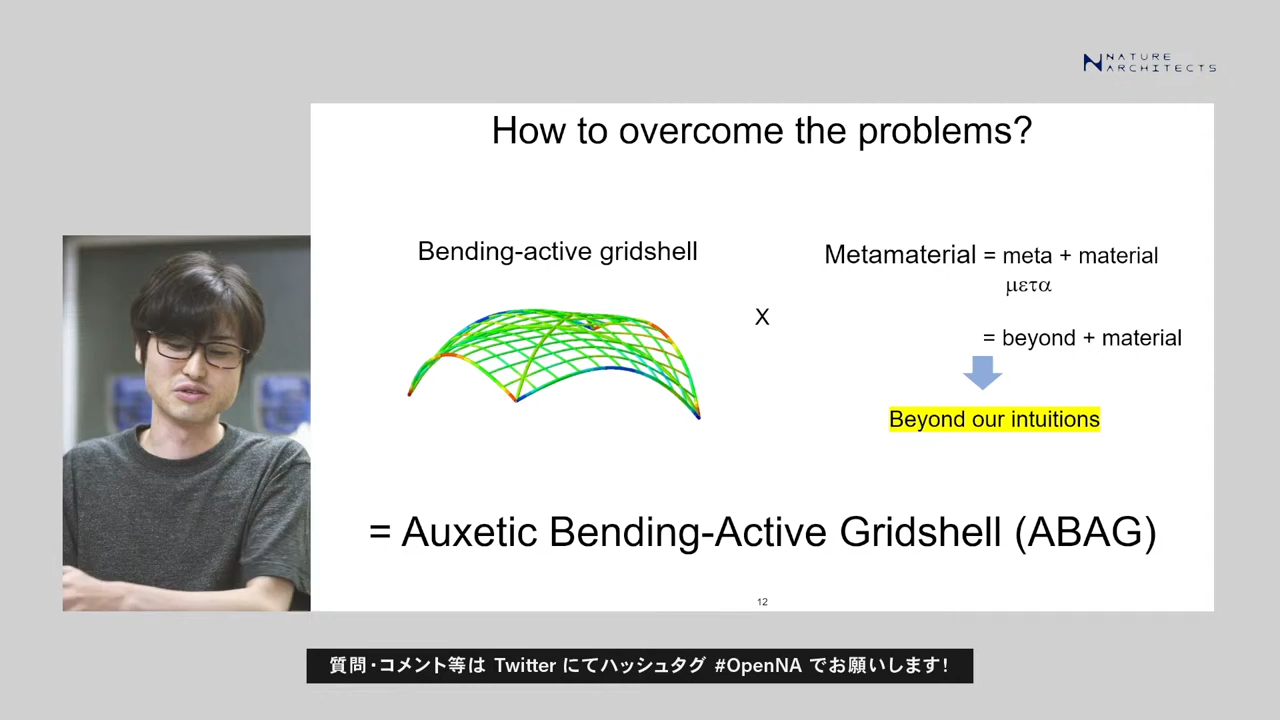 NATURE
ARCHITECTS
How to overcome the problems?
Bending-active gridshell
Metamaterial = meta + material
μετα
X
= beyond + material
Beyond our intuitions
= Auxetic Bending-Active Gridshell (ABAG)
12
質問・コメント等は Twitter にてハッシュタグ #OpenNA でお願いします!